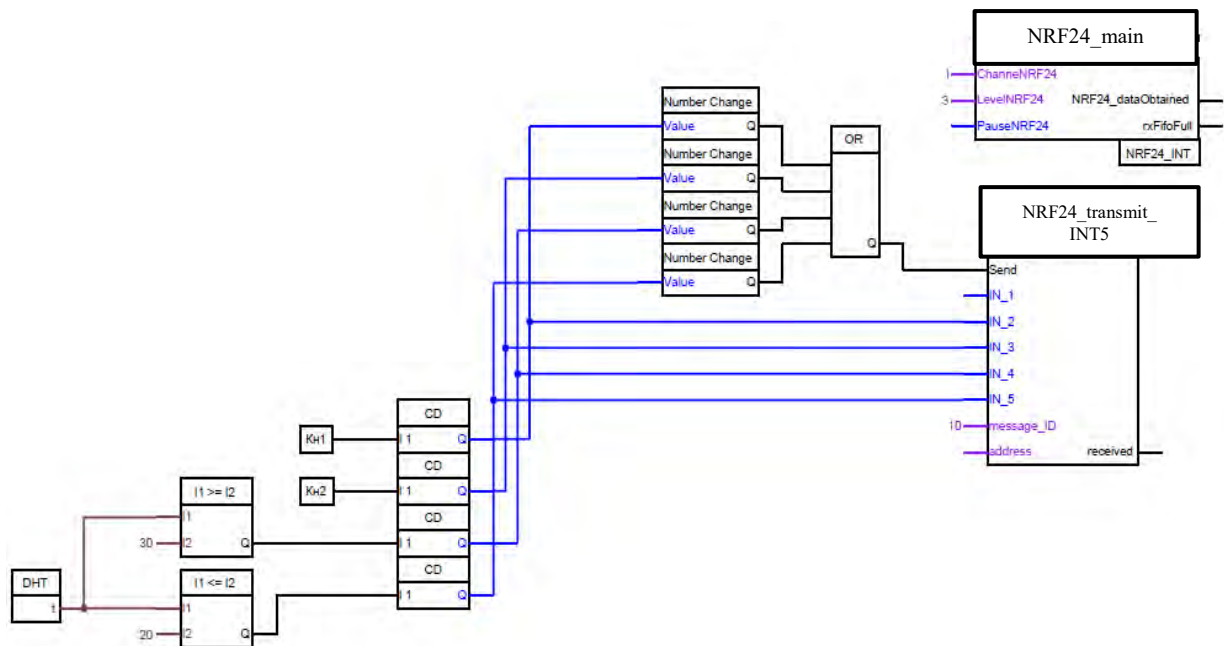 NRF24_main
1 ChanneNRF24
3 LevelNRF24 NRF24_dataObtained
PauseNRF24 rxFifoFull
NRF24_INT
Number Change
Value Q
Number Change
Value Q
Number Change
Value Q
Number Change
Value Q
OR
Q
NRF24_transmit_
INT5
Send
IN_1
IN_2
IN_3
IN_4
IN_5
10 message_ID
address received
CD
Кн1 I 1 Q
CD
Кн2 I 1 Q
CD
I 1 Q
CD
I 1 Q
I1 >= I2
I1
30 I2 Q
DHT
t
I1 <= I2
I1
20 I2 Q